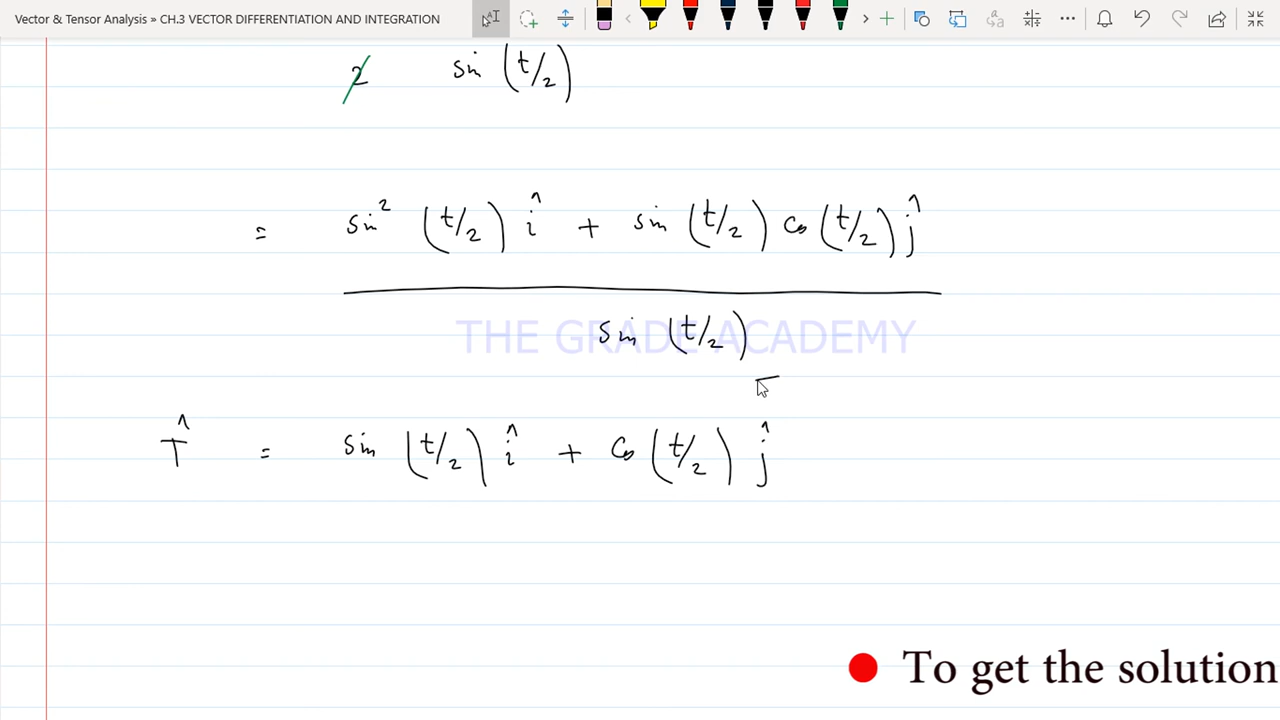 Vector & Tensor Analysis » CH.3 VECTOR DIFFERENTIATION AND INTEGRATION
2 sin (t/2)
= sin² (t/2) î + sin (t/2) Cos (t/2) ĵ
THE GRADE ACADEMY
sin (t/2)
T̂ = sin (t/2) î + Cos (t/2) ĵ
To get the solution